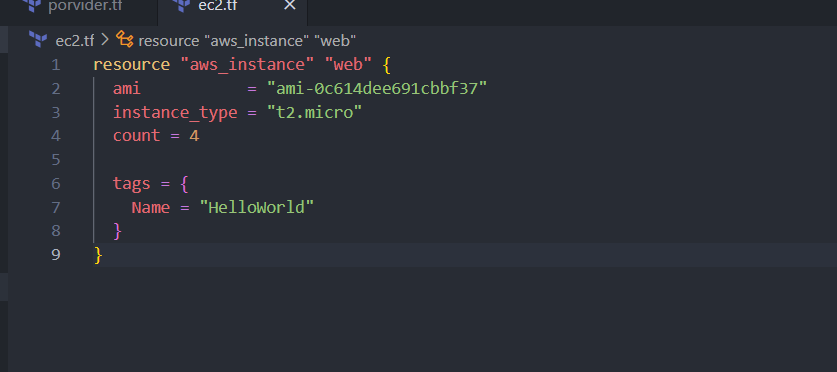 porvider.tf ec2.tf ×
ec2.tf > resource "aws_instance" "web"
1 resource "aws_instance" "web" {
2 ami = "ami-0c614dee691cbbf37"
3 instance_type = "t2.micro"
4 count = 4
5
6 tags = {
7 Name = "HelloWorld"
8 }
9 }